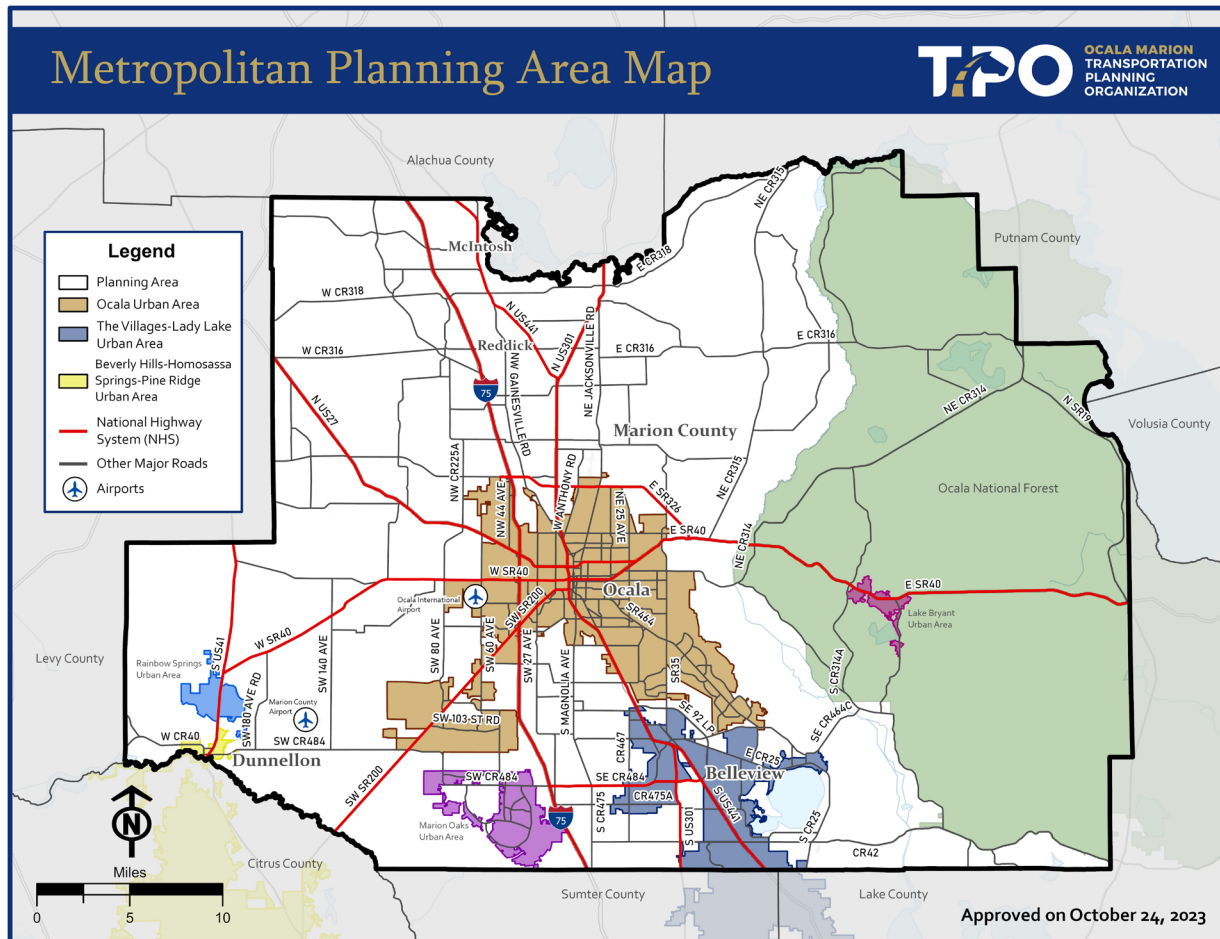 Metropolitan Planning Area Map
TPO
OCALA MARION
TRANSPORTATION
PLANNING
ORGANIZATION
Alachua County
Putnam County
Volusia County
Levy County
Citrus County
Sumter County
Lake County
Legend
Planning Area
Ocala Urban Area
The Villages-Lady Lake
Urban Area
Beverly Hills-Homosassa
Springs-Pine Ridge
Urban Area
National Highway
System (NHS)
Other Major Roads
Airports
McIntosh
NE CR315
E CR318
W CR318
N US441
N US301
NE JACKSONVILLE RD
Reddick
W CR316
E CR316
E CR316
NW GAINESVILLE RD
75
N US27
NE CR314
N SR19
Marion County
NW CR225A
NW 44 AVE
W ANTHONY RD
NE 25 AVE
E SR326
NE CR315
Ocala National Forest
E SR40
NE CR314
W SR40
Ocala
E SR40
Lake Bryant
Urban Area
Ocala International
Airport
SW SR200
SR464
S US41
W SR40
SW 140 AVE
SW 80 AVE
SW 60 AVE
SW 27 AVE
S MAGNOLIA AVE
SR35
S CR314A
Rainbow Springs
Urban Area
SW 180 AVE RD
Marion County
Airport
SW 103 ST RD
SE 92 LP
SE CR464C
W CR40
SW CR484
Dunnellon
SW SR200
CR467
E CR25
Belleview
SW CR484
SE CR484
CR475A
S CR475
S US301
S US441
S CR25
Marion Oaks
Urban Area
75
CR42
N
Miles
0 5 10
Approved on October 24, 2023